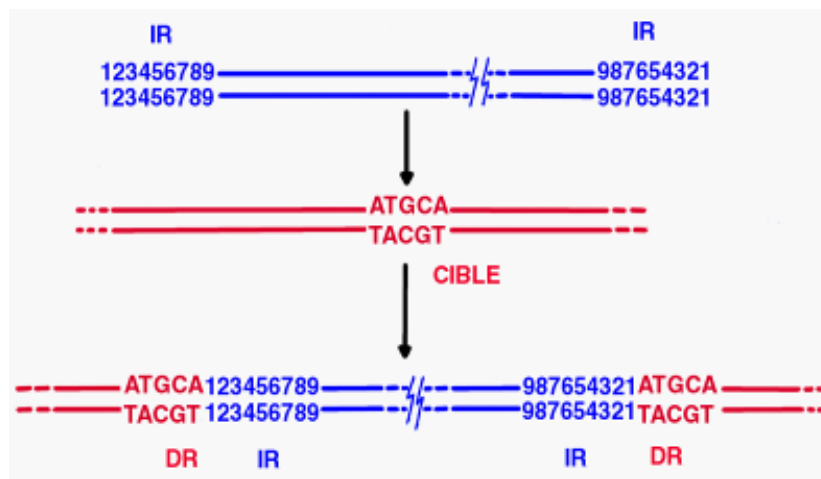 IR IR
123456789 987654321
123456789 987654321
ATGCA
TACGT
CIBLE
ATGCA123456789 987654321ATGCA
TACGT123456789 987654321TACGT
DR IR IR DR